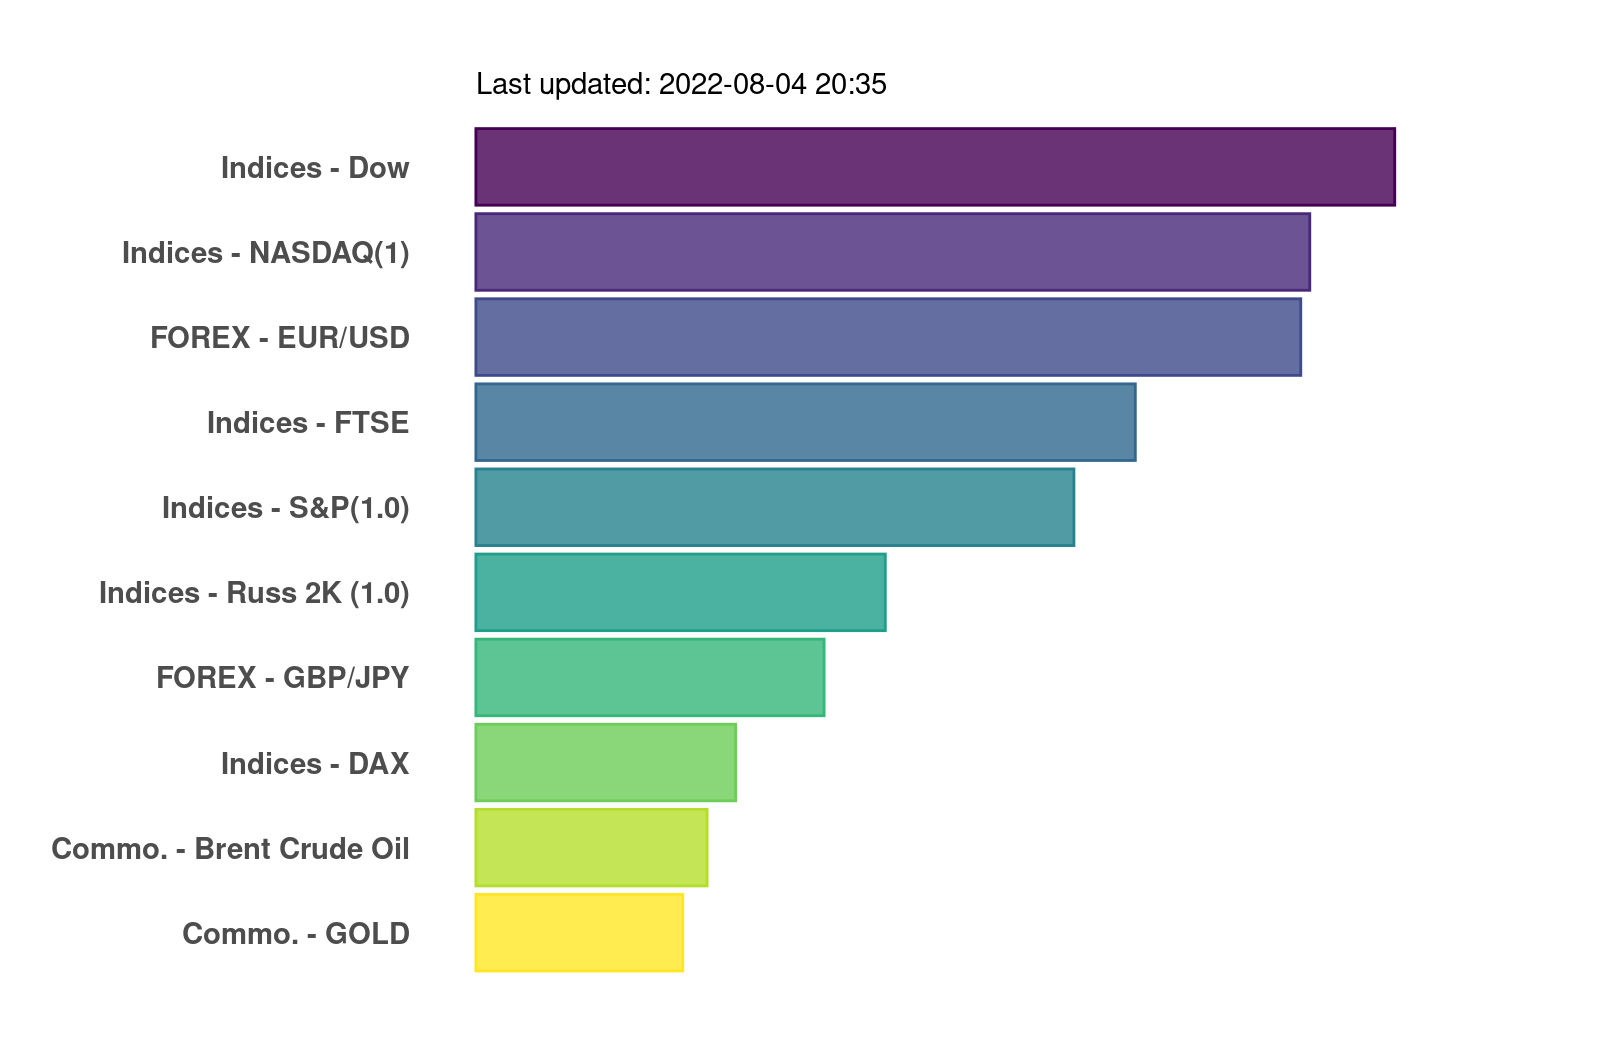 Last updated: 2022-08-04 20:35
Indices - Dow
Indices - NASDAQ(1)
FOREX - EUR/USD
Indices - FTSE
Indices - S&P(1.0)
Indices - Russ 2K (1.0)
FOREX - GBP/JPY
Indices - DAX
Commo. - Brent Crude Oil
Commo. - GOLD